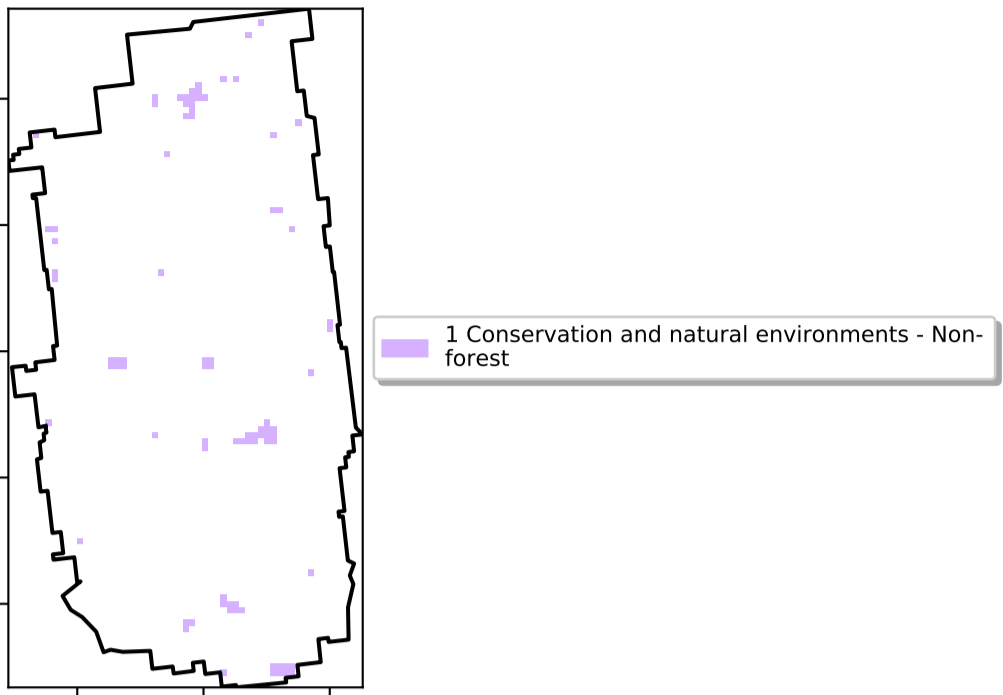 1 Conservation and natural environments - Non-
forest